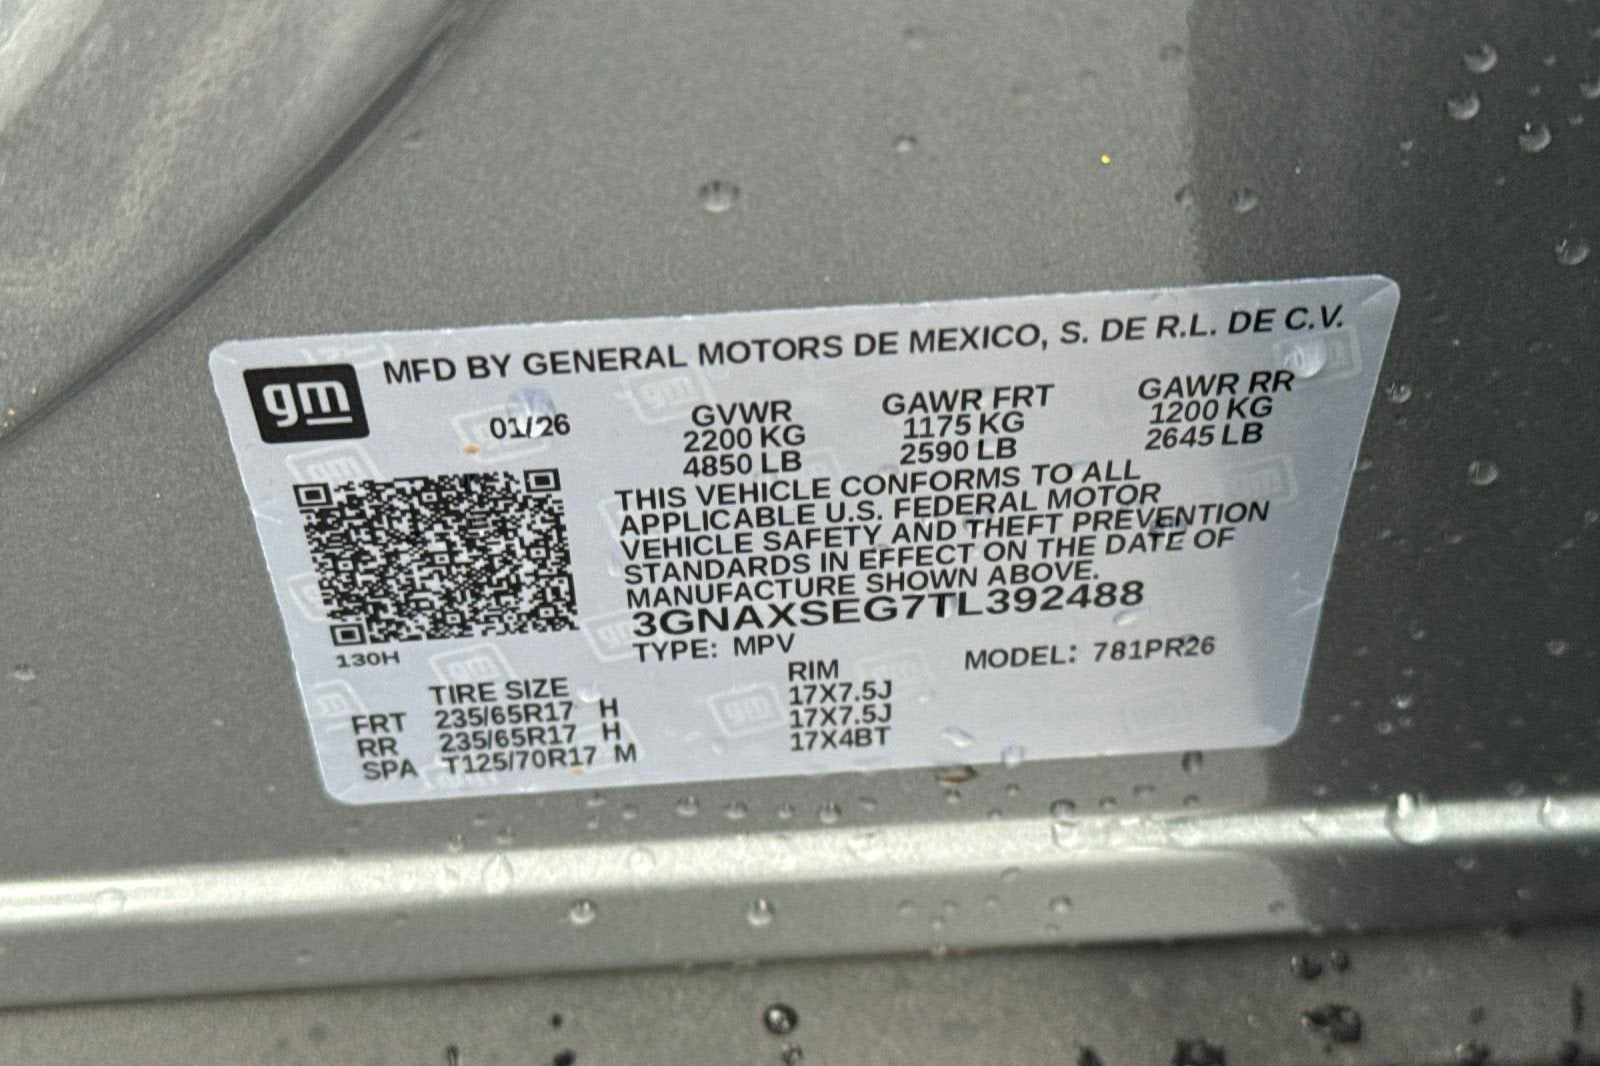 gm
MFD BY GENERAL MOTORS DE MEXICO, S. DE R.L. DE C.V.
01/26
GVWR GAWR FRT GAWR RR
2200 KG 1175 KG 1200 KG
4850 LB 2590 LB 2645 LB
THIS VEHICLE CONFORMS TO ALL
APPLICABLE U.S. FEDERAL MOTOR
VEHICLE SAFETY AND THEFT PREVENTION
STANDARDS IN EFFECT ON THE DATE OF
MANUFACTURE SHOWN ABOVE.
3GNAXSEG7TL392488
TYPE: MPV MODEL: 781PR26
130H
TIRE SIZE RIM
FRT 235/65R17 H 17X7.5J
RR 235/65R17 H 17X7.5J
SPA T125/70R17 M 17X4BT